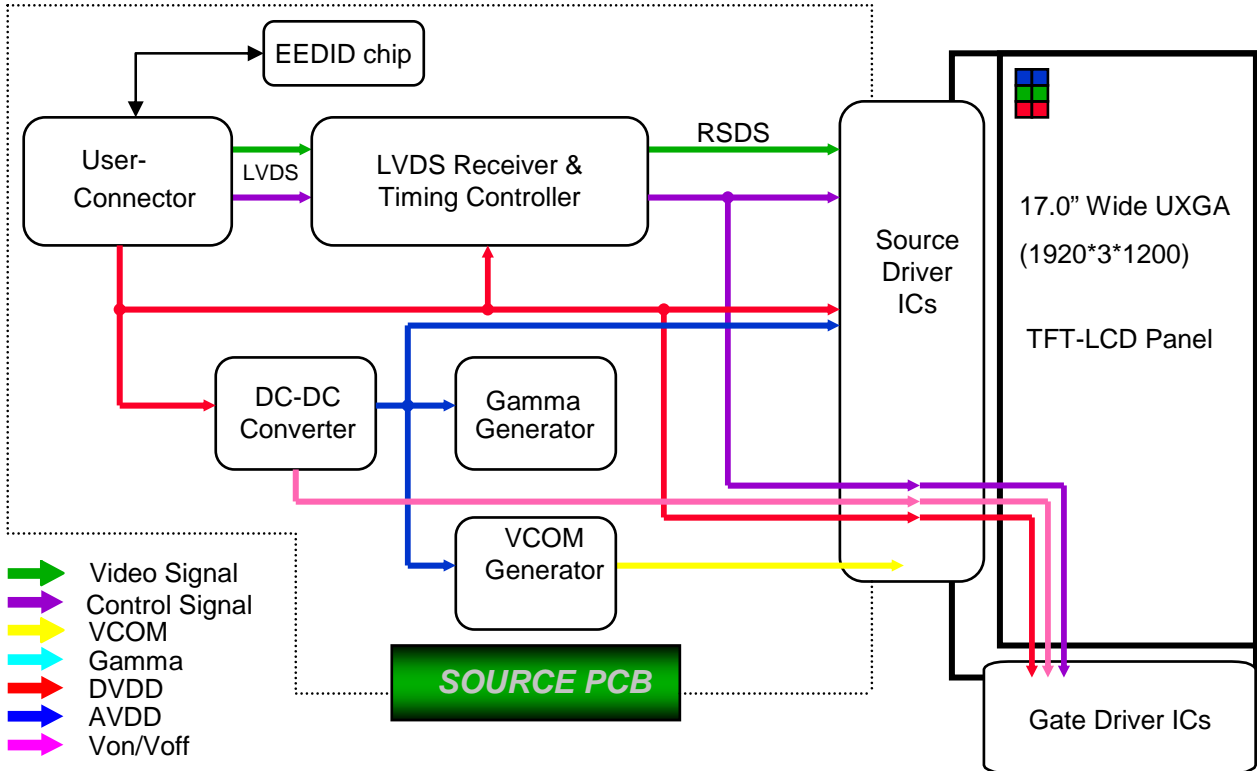 EEDID chip
User-
Connector
LVDS
LVDS Receiver &
Timing Controller
RSDS
Source
Driver
ICs
17.0” Wide UXGA
(1920*3*1200)
TFT-LCD Panel
DC-DC
Converter
Gamma
Generator
VCOM
Generator
Video Signal
Control Signal
VCOM
Gamma
DVDD
AVDD
Von/Voff
SOURCE PCB
Gate Driver ICs